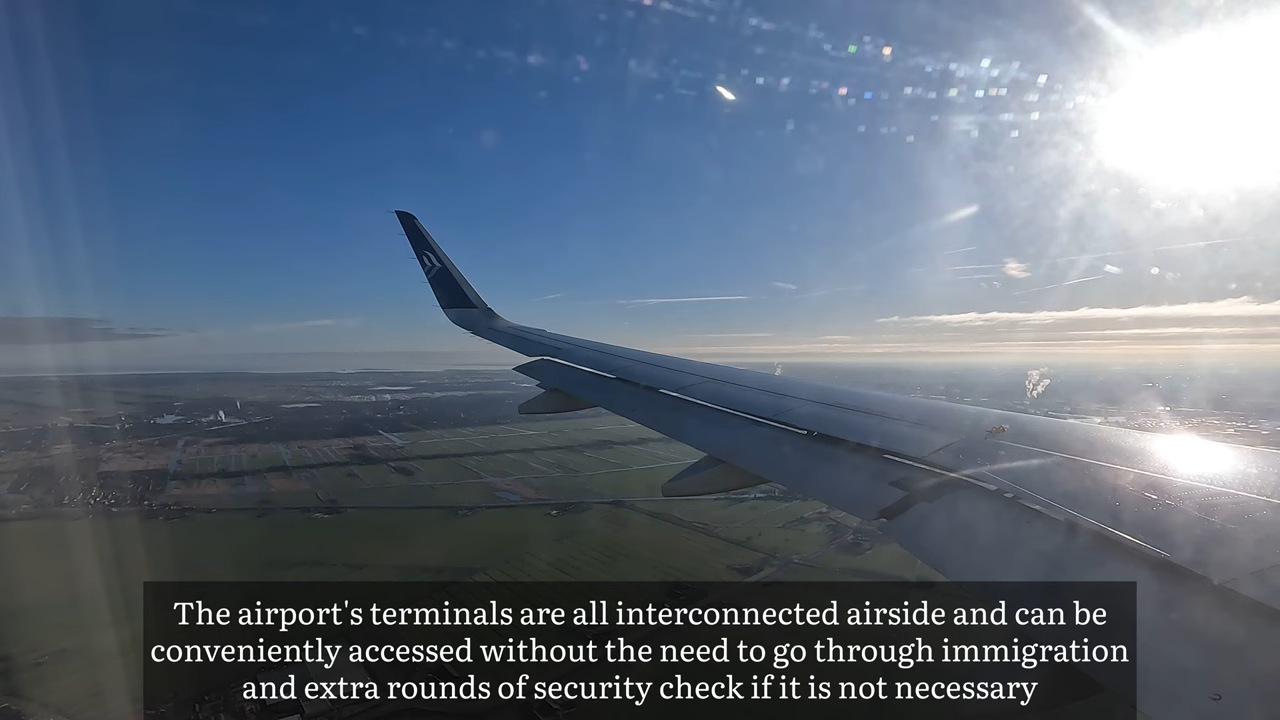 The airport's terminals are all interconnected airside and can be
conveniently accessed without the need to go through immigration
and extra rounds of security check if it is not necessary